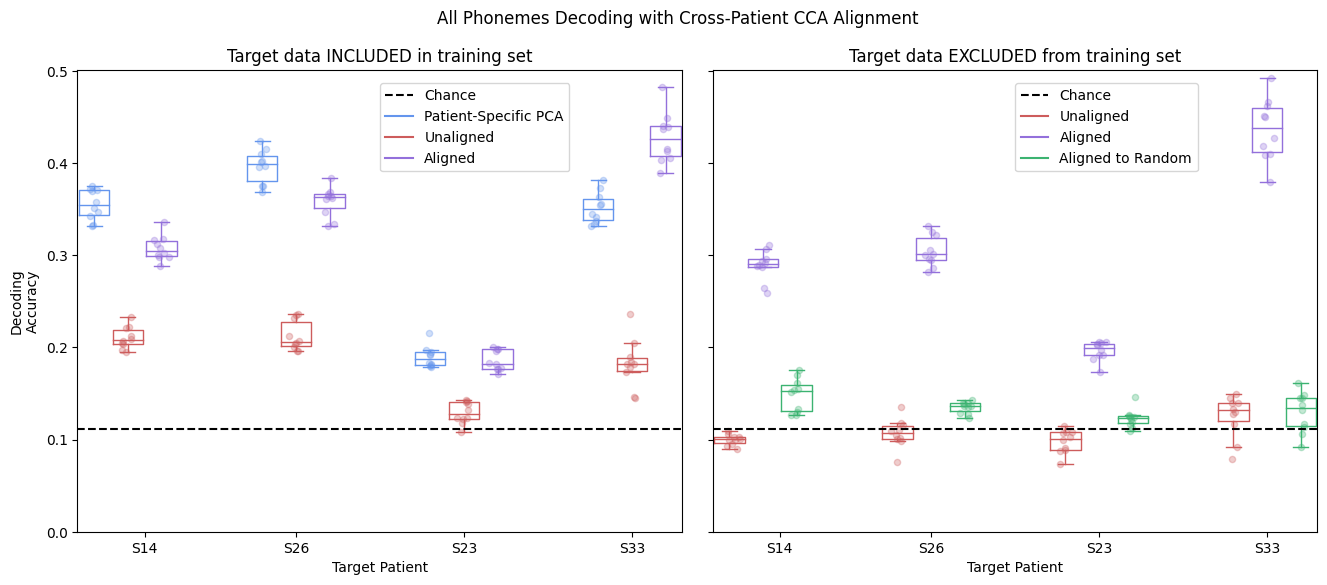 All Phonemes Decoding with Cross-Patient CCA Alignment
Target data INCLUDED in training set
Chance
Patient-Specific PCA
Unaligned
Aligned
0.5
0.4
0.3
0.2
0.1
0.0
Decoding
Accuracy
S14
S26
S23
S33
Target Patient
Target data EXCLUDED from training set
Chance
Unaligned
Aligned
Aligned to Random
S14
S26
S23
S33
Target Patient